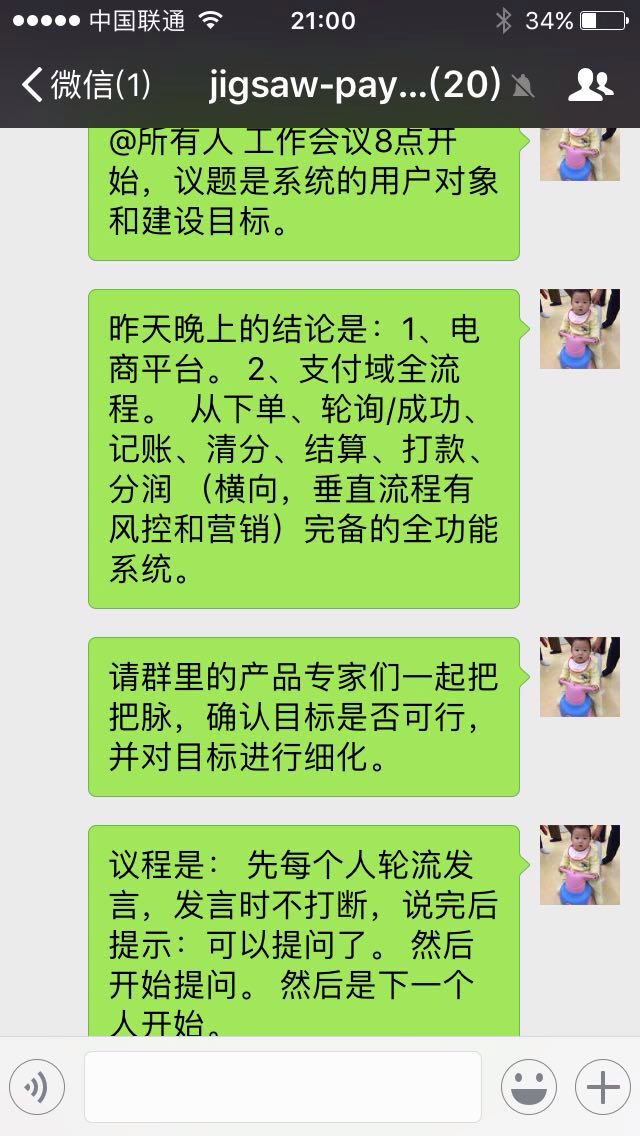 中国联通 21:00 34%
微信(1) jigsaw-pay...(20)
@所有人 工作会议8点开
始，议题是系统的用户对象
和建设目标。
昨天晚上的结论是：1、电
商平台。 2、支付域全流
程。 从下单、轮询/成功、
记账、清分、结算、打款、
分润 （横向，垂直流程有
风控和营销）完备的全功能
系统。
请群里的产品专家们一起把
把脉，确认目标是否可行，
并对目标进行细化。
议程是： 先每个人轮流发
言，发言时不打断，说完后
提示：可以提问了。 然后
开始提问。 然后是下一个
人开始。